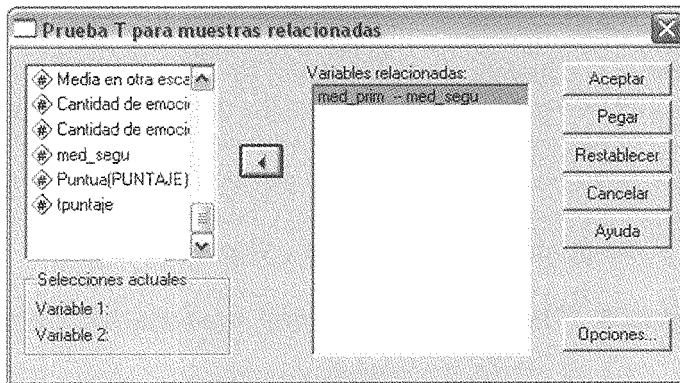 Prueba T para muestras relacionadas
Media en otra esca
Cantidad de emoci
Cantidad de emoci
med_segu
Puntua(PUNTAJE)
tpuntaje
Selecciones actuales
Variable 1:
Variable 2:
Variables relacionadas:
med_prim -- med_segu
Aceptar
Pegar
Restablecer
Cancelar
Ayuda
Opciones...